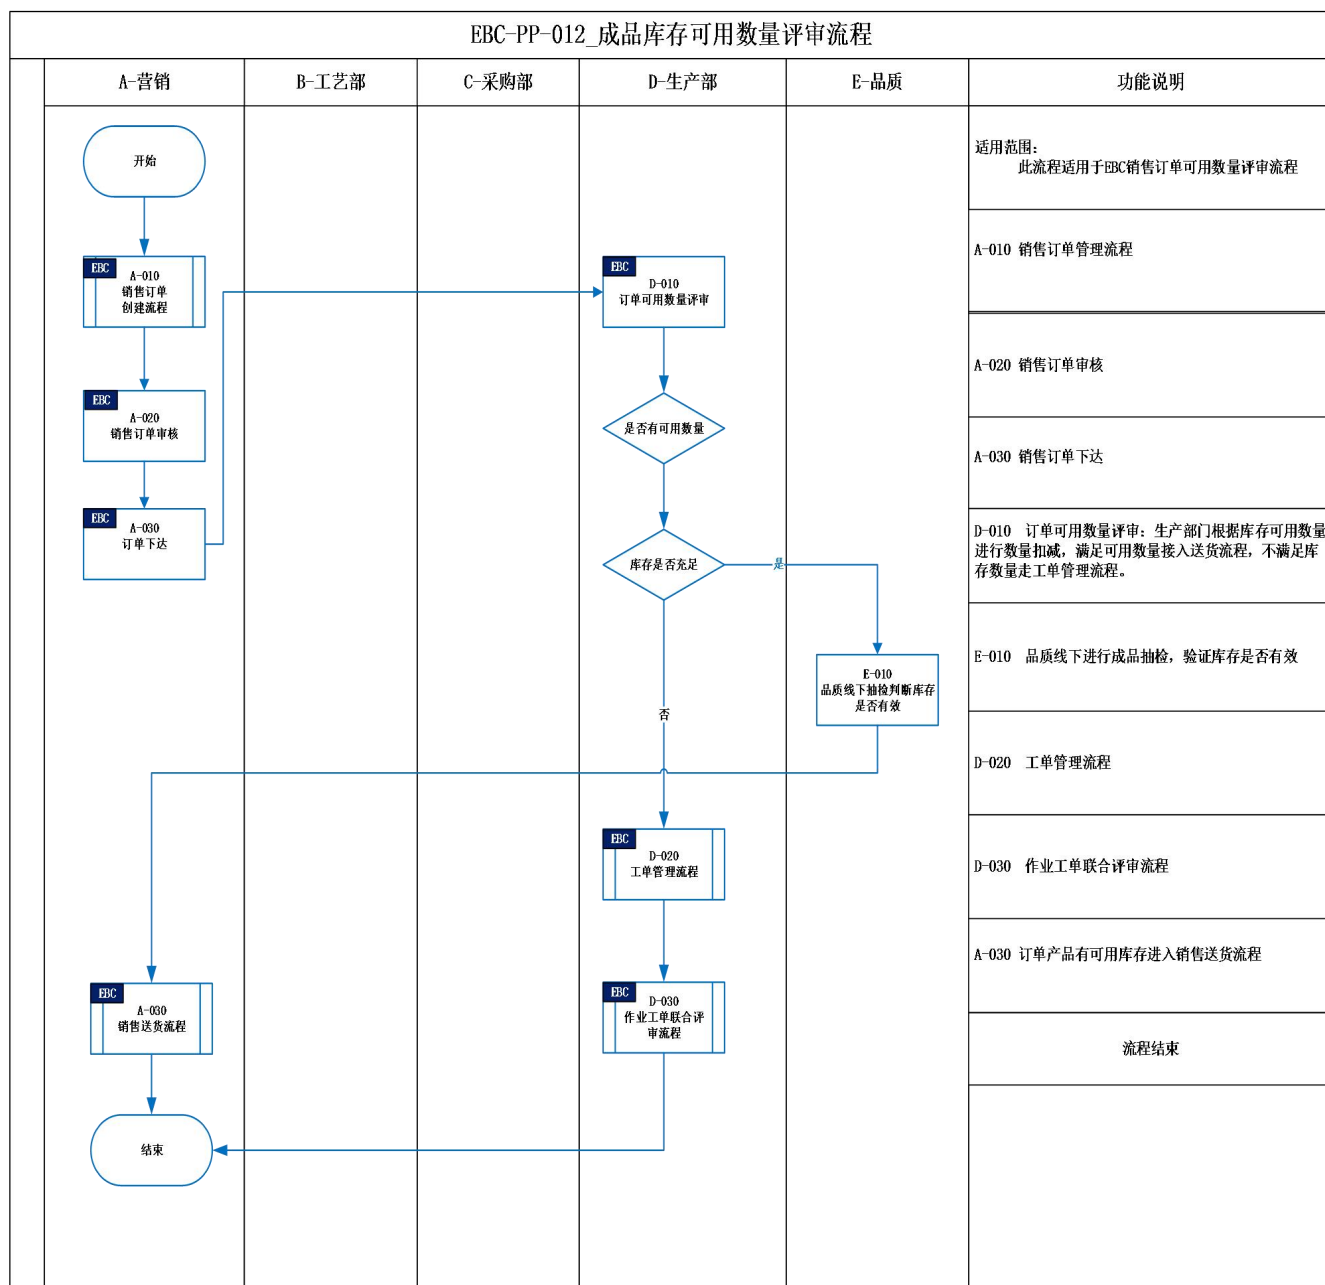 EBC-PP-012_成品库存可用数量评审流程
A-营销
B-工艺部
C-采购部
D-生产部
E-品质
功能说明
开始
EBC
A-010
销售订单
创建流程
EBC
A-020
销售订单审核
EBC
A-030
订单下达
EBC
D-010
订单可用数量评审
是否有可用数量
库存是否充足
是
E-010
品质线下抽检判断库存
是否有效
否
EBC
D-020
工单管理流程
EBC
D-030
作业工单联合评
审流程
EBC
A-030
销售送货流程
结束
适用范围:
此流程适用于EBC销售订单可用数量评审流程
A-010 销售订单管理流程
A-020 销售订单审核
A-030 销售订单下达
D-010 订单可用数量评审: 生产部门根据库存可用数量
进行数量扣减, 满足可用数量接入送货流程, 不满足库
存数量走工单管理流程。
E-010 品质线下进行成品抽检, 验证库存是否有效
D-020 工单管理流程
D-030 作业工单联合评审流程
A-030 订单产品有可用库存进入销售送货流程
流程结束